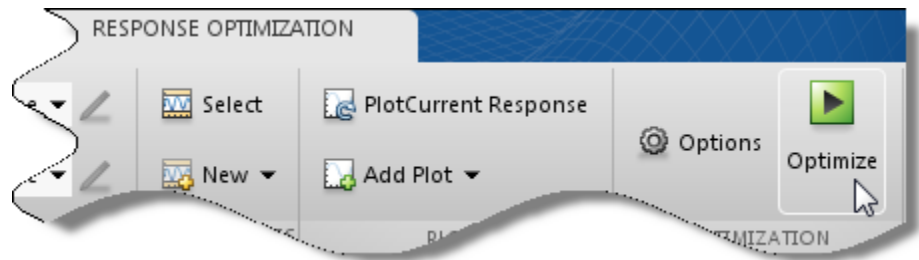 RESPONSE OPTIMIZATION
Select
PlotCurrent Response
Options
Optimize
New
Add Plot